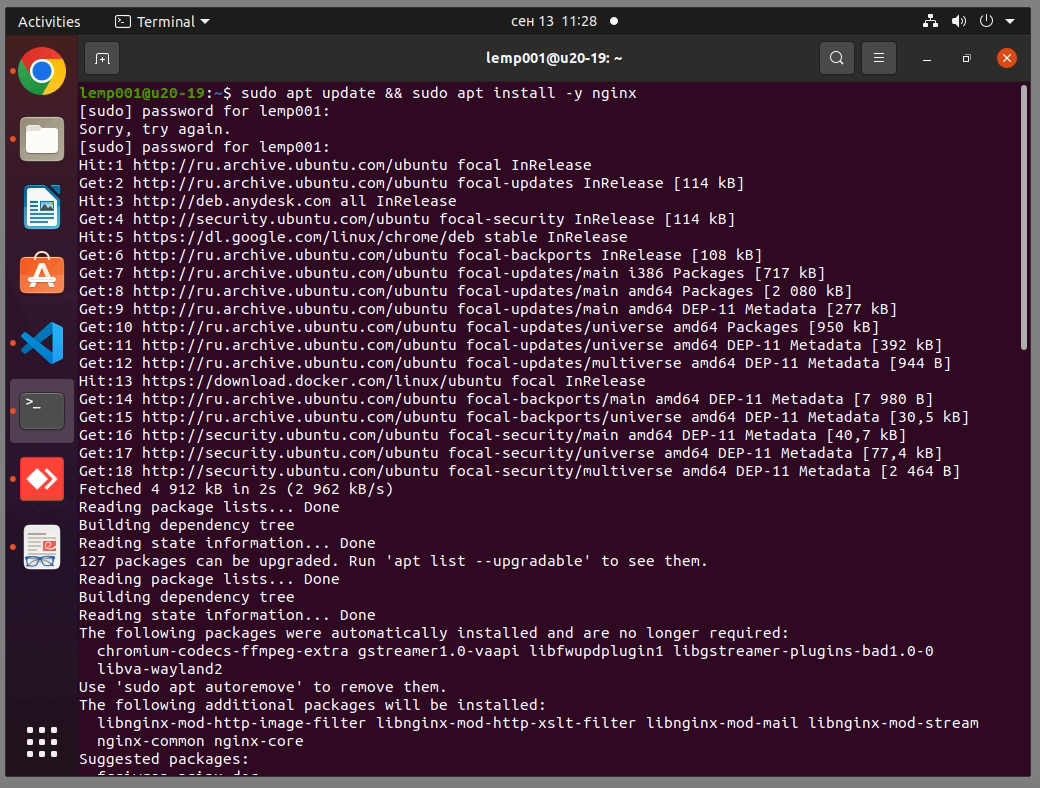 Activities
Terminal
сен 13 11:28
lemp001@u20-19: ~
lemp001@u20-19:~$ sudo apt update && sudo apt install -y nginx
[sudo] password for lemp001:
Sorry, try again.
[sudo] password for lemp001:
Hit:1 http://ru.archive.ubuntu.com/ubuntu focal InRelease
Get:2 http://ru.archive.ubuntu.com/ubuntu focal-updates InRelease [114 kB]
Hit:3 http://deb.anydesk.com all InRelease
Get:4 http://security.ubuntu.com/ubuntu focal-security InRelease [114 kB]
Hit:5 https://dl.google.com/linux/chrome/deb stable InRelease
Get:6 http://ru.archive.ubuntu.com/ubuntu focal-backports InRelease [108 kB]
Get:7 http://ru.archive.ubuntu.com/ubuntu focal-updates/main i386 Packages [717 kB]
Get:8 http://ru.archive.ubuntu.com/ubuntu focal-updates/main amd64 Packages [2 080 kB]
Get:9 http://ru.archive.ubuntu.com/ubuntu focal-updates/main amd64 DEP-11 Metadata [277 kB]
Get:10 http://ru.archive.ubuntu.com/ubuntu focal-updates/universe amd64 Packages [950 kB]
Get:11 http://ru.archive.ubuntu.com/ubuntu focal-updates/universe amd64 DEP-11 Metadata [392 kB]
Get:12 http://ru.archive.ubuntu.com/ubuntu focal-updates/multiverse amd64 DEP-11 Metadata [944 B]
Hit:13 https://download.docker.com/linux/ubuntu focal InRelease
Get:14 http://ru.archive.ubuntu.com/ubuntu focal-backports/main amd64 DEP-11 Metadata [7 980 B]
Get:15 http://ru.archive.ubuntu.com/ubuntu focal-backports/universe amd64 DEP-11 Metadata [30,5 kB]
Get:16 http://security.ubuntu.com/ubuntu focal-security/main amd64 DEP-11 Metadata [40,7 kB]
Get:17 http://security.ubuntu.com/ubuntu focal-security/universe amd64 DEP-11 Metadata [77,4 kB]
Get:18 http://security.ubuntu.com/ubuntu focal-security/multiverse amd64 DEP-11 Metadata [2 464 B]
Fetched 4 912 kB in 2s (2 962 kB/s)
Reading package lists... Done
Building dependency tree
Reading state information... Done
127 packages can be upgraded. Run 'apt list --upgradable' to see them.
Reading package lists... Done
Building dependency tree
Reading state information... Done
The following packages were automatically installed and are no longer required:
chromium-codecs-ffmpeg-extra gstreamer1.0-vaapi libfwupdplugin1 libgstreamer-plugins-bad1.0-0
libva-wayland2
Use 'sudo apt autoremove' to remove them.
The following additional packages will be installed:
libnginx-mod-http-image-filter libnginx-mod-http-xslt-filter libnginx-mod-mail libnginx-mod-stream
nginx-common nginx-core
Suggested packages: